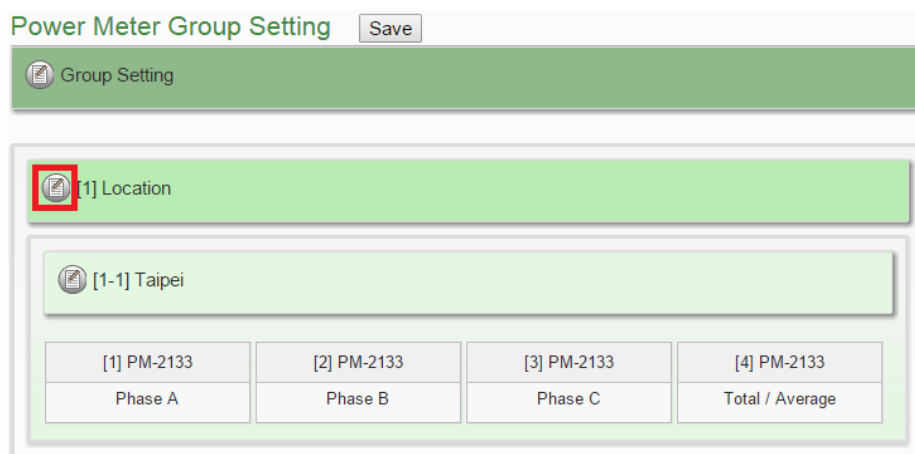 Power Meter Group Setting Save
Group Setting
[1] Location
[1-1] Taipei
[1] PM-2133 [2] PM-2133 [3] PM-2133 [4] PM-2133
Phase A Phase B Phase C Total / Average